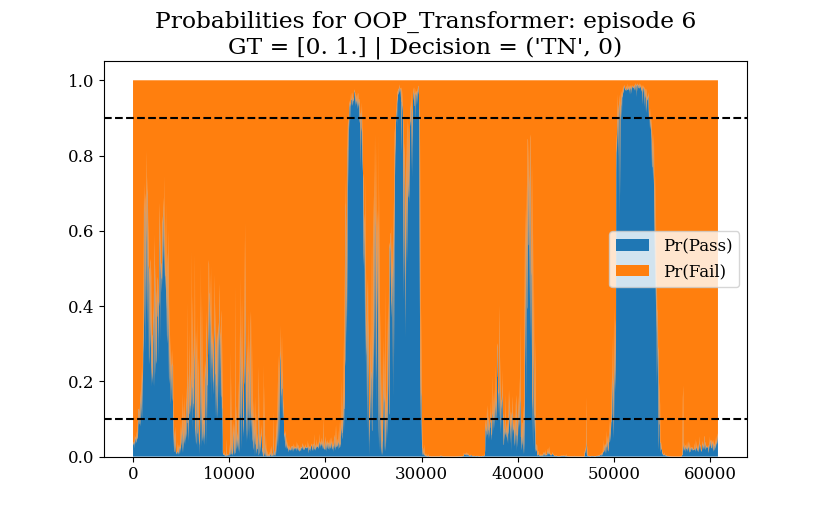 Probabilities for OOP_Transformer: episode 6
GT = [0. 1.] | Decision = ('TN', 0)
1.0
0.8
0.6
0.4
0.2
0.0
Pr(Pass)
Pr(Fail)
0 10000 20000 30000 40000 50000 60000